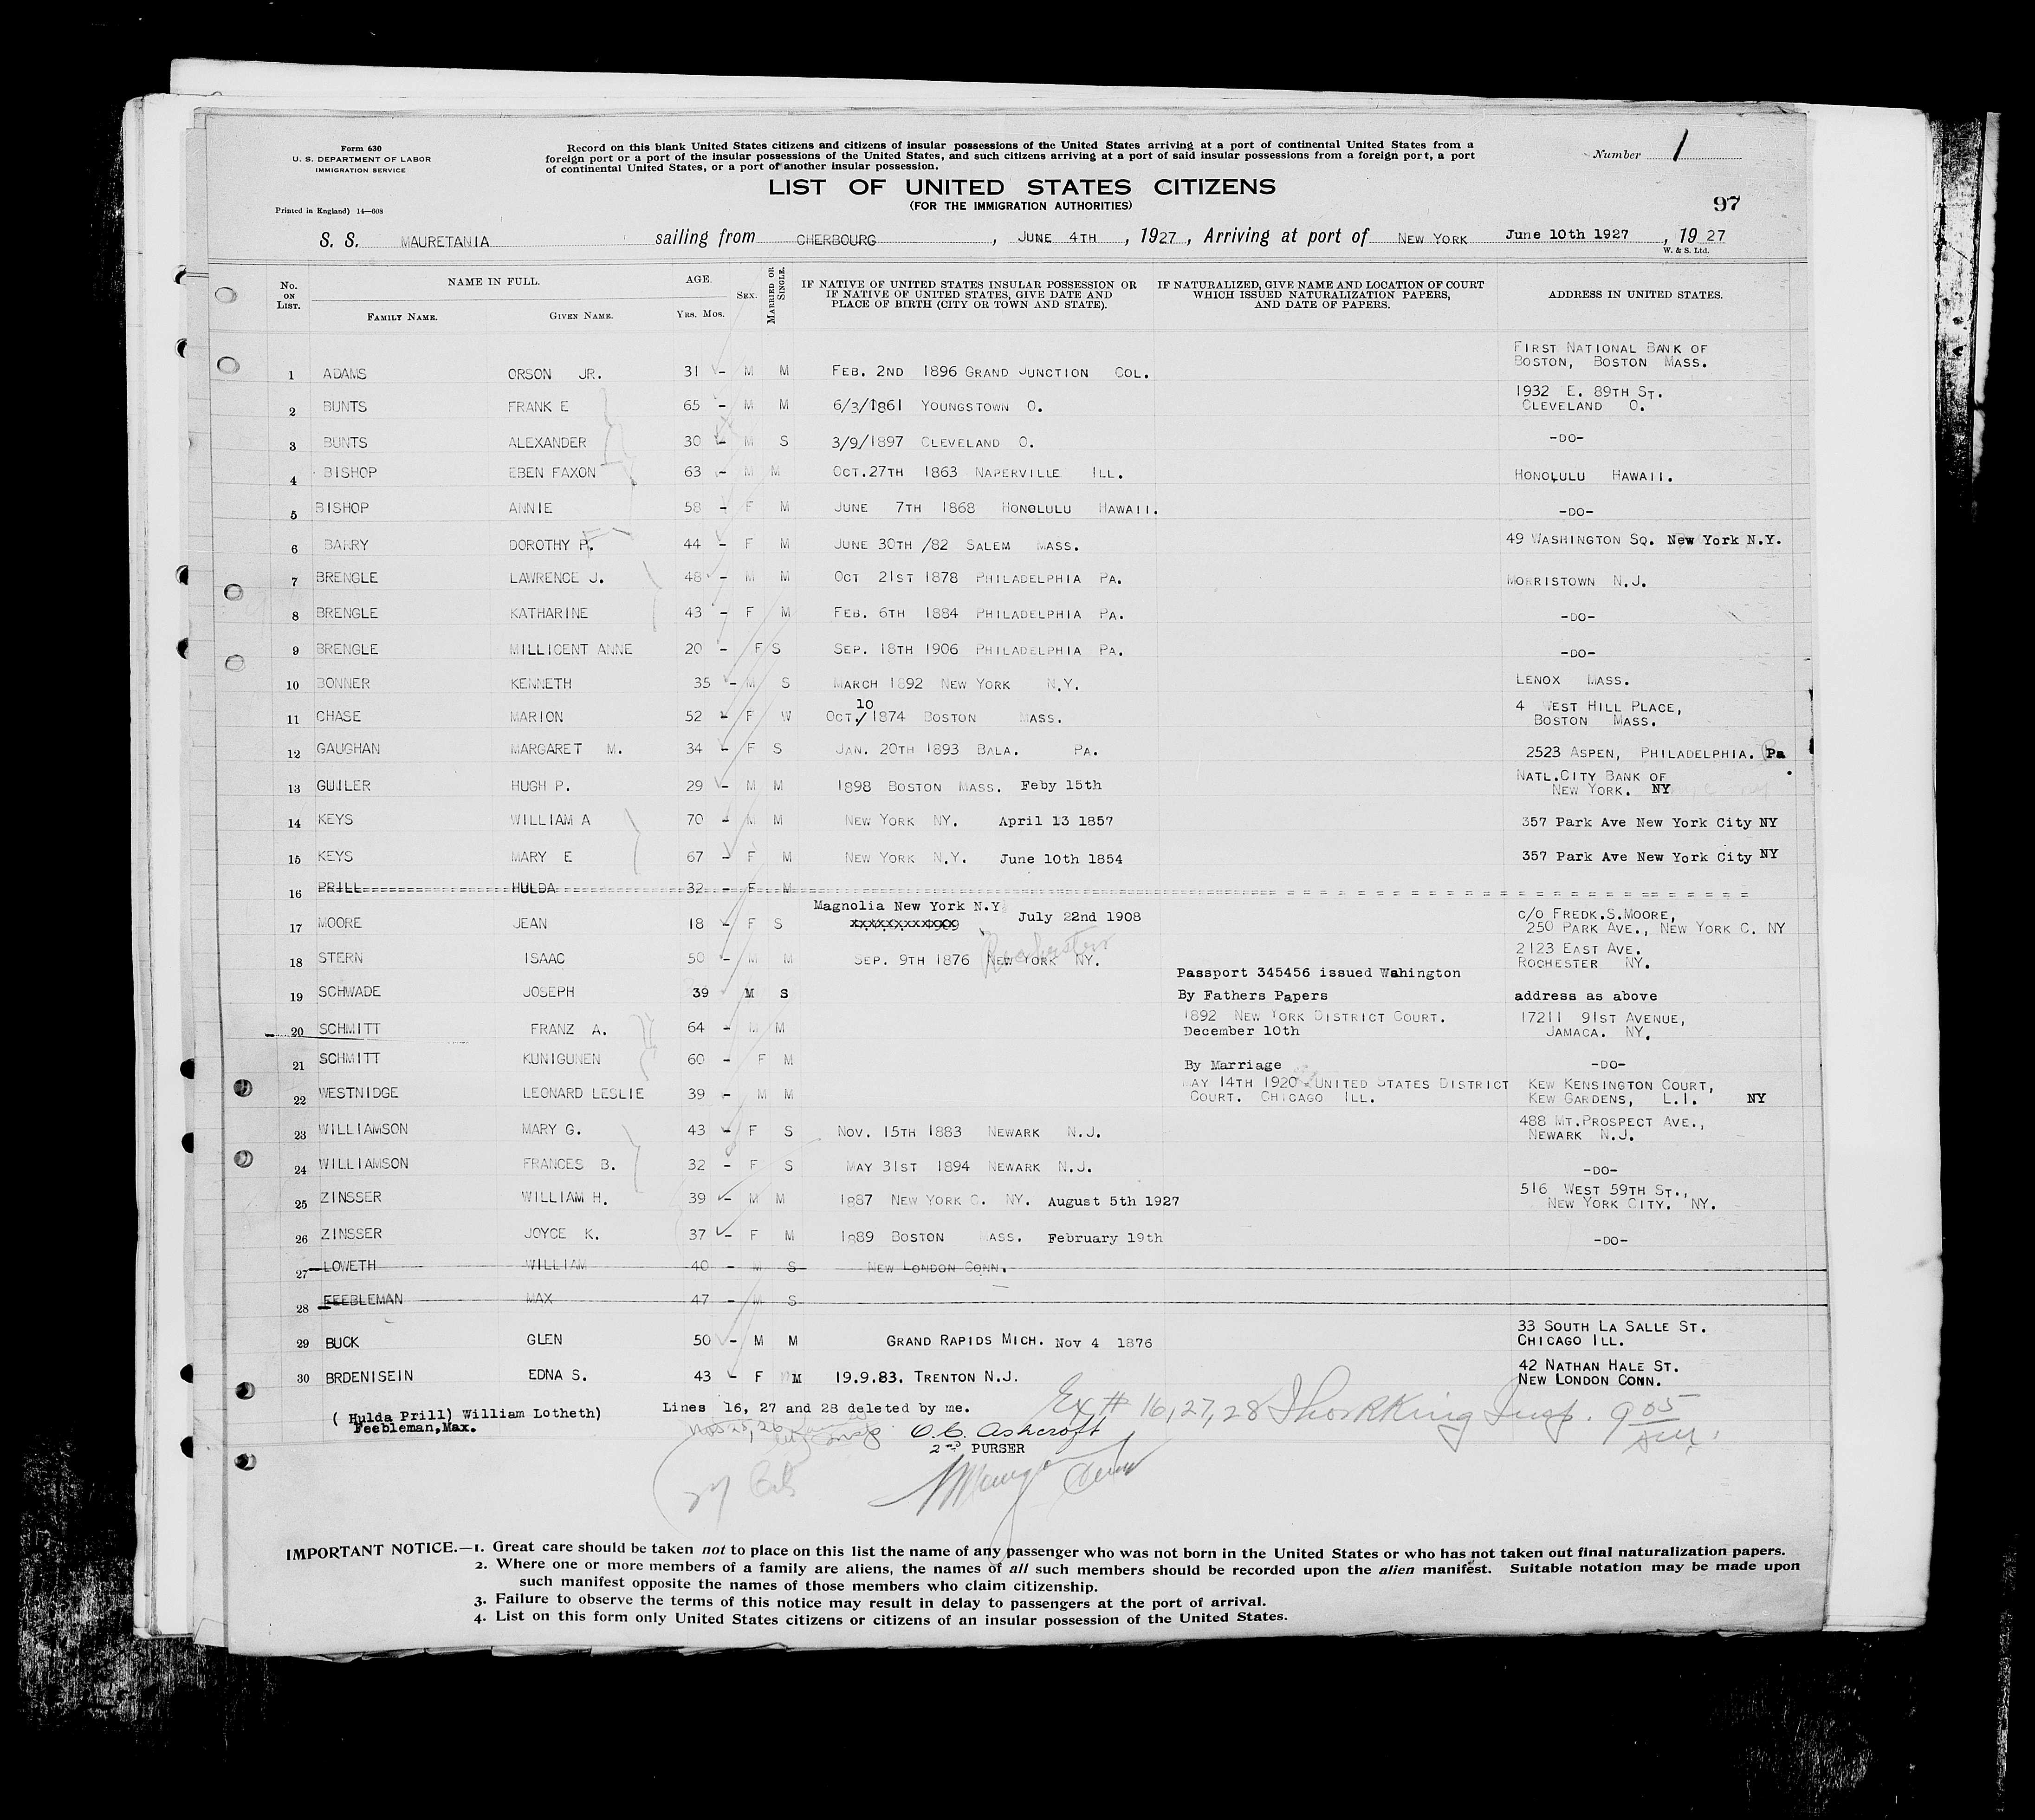 Form 630
U. S. DEPARTMENT OF LABOR
IMMIGRATION SERVICE
Printed in England) 14—608
Record on this blank United States citizens and citizens of insular possessions of the United States arriving at a port of continental United States from a
foreign port or a port of the insular possessions of the United States, and such citizens arriving at a port of said insular possessions from a foreign port, a port
of continental United States, or a port of another insular possession.
Number 1
LIST OF UNITED STATES CITIZENS
(FOR THE IMMIGRATION AUTHORITIES)
97
S. S. MAURETANIA sailing from CHERBOURG, JUNE 4TH, 1927, Arriving at port of NEW YORK June 10th 1927, 1927
W. & S. Ltd.
No. ON LIST. NAME IN FULL. FAMILY NAME. GIVEN NAME. AGE. YRS. MOS. SEX. MARRIED OR SINGLE. IF NATIVE OF UNITED STATES INSULAR POSSESSION OR IF NATIVE OF UNITED STATES, GIVE DATE AND PLACE OF BIRTH (CITY OR TOWN AND STATE). IF NATURALIZED, GIVE NAME AND LOCATION OF COURT WHICH ISSUED NATURALIZATION PAPERS, AND DATE OF PAPERS. ADDRESS IN UNITED STATES.
1 ADAMS ORSON JR. 31 - M M FEB. 2ND 1896 GRAND JUNCTION COL. FIRST NATIONAL BANK OF BOSTON, BOSTON MASS.
2 BUNTS FRANK E 65 - M M 6/3/1861 YOUNGSTOWN O. 1932 E. 89TH ST. CLEVELAND O.
3 BUNTS ALEXANDER 30 - M S 3/9/1897 CLEVELAND O. -DO-
4 BISHOP EBEN FAXON 63 - M M OCT.27TH 1863 NAPERVILLE ILL. HONOLULU HAWAII.
5 BISHOP ANNIE 58 - F M JUNE 7TH 1868 HONOLULU HAWAII. -DO-
6 BARRY DOROTHY F. 44 - F M JUNE 30TH /82 SALEM MASS. 49 WASHINGTON SQ. New York N.Y.
7 BRENGLE LAWRENCE J. 48 - M M OCT 21ST 1878 PHILADELPHIA PA. MORRISTOWN N.J.
8 BRENGLE KATHARINE 43 - F M FEB. 6TH 1884 PHILADELPHIA PA. -DO-
9 BRENGLE MILLICENT ANNE 20 - F S SEP. 18TH 1906 PHILADELPHIA PA. -DO-
10 BONNER KENNETH 35 - M S MARCH 1892 NEW YORK N.Y. LENOX MASS.
11 CHASE MARION 52 - F W OCT. 10/1874 BOSTON MASS. 4 WEST HILL PLACE, BOSTON MASS.
12 GAUGHAN MARGARET M. 34 - F S JAN. 20TH 1893 BALA. PA. 2523 ASPEN, PHILADELPHIA. Pa
13 GUILER HUGH P. 29 - M M 1898 BOSTON MASS. Feby 15th NATL.CITY BANK OF NEW YORK. NY
14 KEYS WILLIAM A 70 - M M NEW YORK NY. April 13 1857 357 Park Ave New York City NY
15 KEYS MARY E 67 - F M NEW YORK N.Y. June 10th 1854 357 Park Ave New York City NY
16 PRILL HULDA 32 - F M
17 MOORE JEAN 18 - F S Magnolia New York N.Y. July 22nd 1908 c/o FREDK.S.MOORE, 250 PARK AVE., NEW YORK C. NY
18 STERN ISAAC 50 - M M SEP. 9TH 1876 NEW YORK NY. Rochester 2123 EAST AVE. ROCHESTER NY.
19 SCHWADE JOSEPH 39 M S Passport 345456 issued Wahington By Fathers Papers address as above
20 SCHMITT FRANZ A. 64 - M M 1892 NEW YORK DISTRICT COURT. December 10th 17211 91ST AVENUE, JAMACA. NY.
21 SCHMITT KUNIGUNEN 60 - F M By Marriage -DO-
22 WESTNIDGE LEONARD LESLIE 39 - M M MAY 14TH 1920 UNITED STATES DISTRICT COURT. CHICAGO ILL. KEW KENSINGTON COURT, KEW GARDENS, L.I. NY
23 WILLIAMSON MARY G. 43 - F S NOV. 15TH 1883 NEWARK N.J. 488 MT.PROSPECT AVE., NEWARK N.J.
24 WILLIAMSON FRANCES B. 32 - F S MAY 31ST 1894 NEWARK N.J. -DO-
25 ZINSSER WILLIAM H. 39 - M M 1887 NEW YORK C. NY. August 5th 1927 516 WEST 59TH ST., NEW YORK CITY. NY.
26 ZINSSER JOYCE K. 37 - F M 1889 BOSTON MASS. February 19th -DO-
27 LOWETH WILLIAM 40 - M S NEW LONDON CONN.
28 FEEBLEMAN MAX 47 - M S
29 BUCK GLEN 50 - M M GRAND RAPIDS MICH. Nov 4 1876 33 SOUTH LA SALLE ST. CHICAGO ILL.
30 BRDENISEIN EDNA S. 43 - F M 19.9.83. TRENTON N.J. 42 NATHAN HALE ST. NEW LONDON CONN.
( Hulda Prill) William Lotheth)
Feebleman,Max.
Lines 16, 27 and 28 deleted by me.
Ex # 16,27,28 Insp. 9 05
O.C. Ashcroft
2nd PURSER
IMPORTANT NOTICE.—1. Great care should be taken not to place on this list the name of any passenger who was not born in the United States or who has not taken out final naturalization papers.
2. Where one or more members of a family are aliens, the names of all such members should be recorded upon the alien manifest. Suitable notation may be made upon
such manifest opposite the names of those members who claim citizenship.
3. Failure to observe the terms of this notice may result in delay to passengers at the port of arrival.
4. List on this form only United States citizens or citizens of an insular possession of the United States.